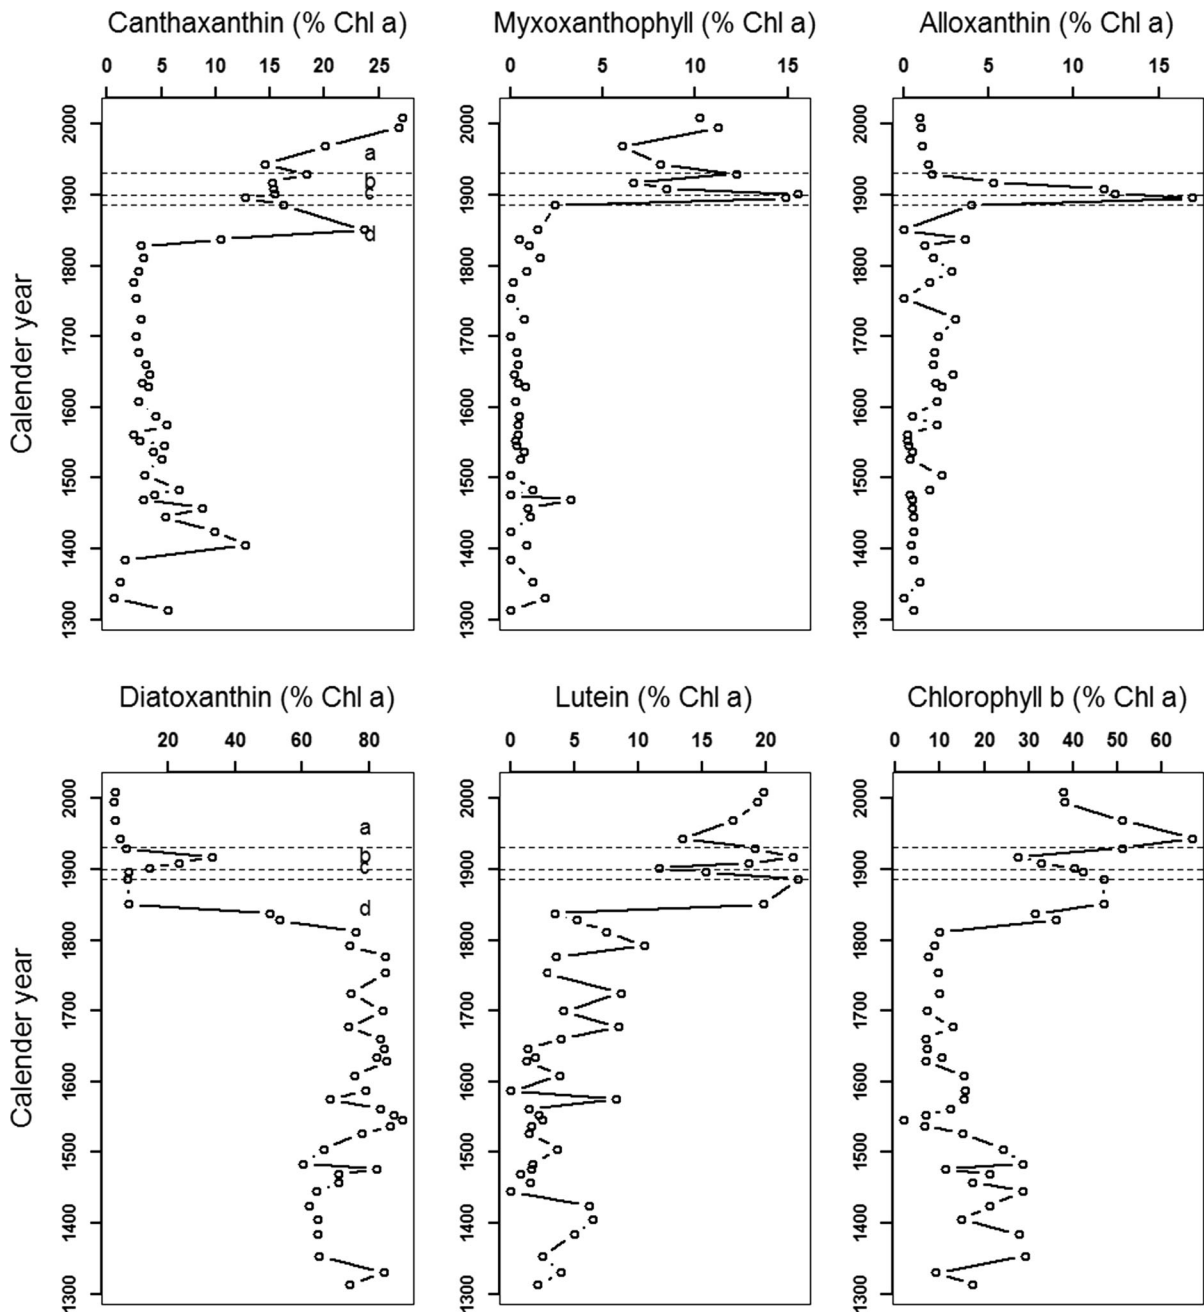 Canthaxanthin (% Chl a) Myxoxanthophyll (% Chl a) Alloxanthin (% Chl a)
0 5 10 15 20 25 0 5 10 15 0 5 10 15
Calender year
2000 2000 2000
a
b
1900 1900 1900
c
d
1800 1800 1800
1700 1700 1700
1600 1600 1600
1500 1500 1500
1400 1400 1400
1300 1300 1300
Diatoxanthin (% Chl a) Lutein (% Chl a) Chlorophyll b (% Chl a)
20 40 60 80 0 5 10 15 20 0 10 20 30 40 50 60
Calender year
2000 2000 2000
a
b
1900 1900 1900
c
d
1800 1800 1800
1700 1700 1700
1600 1600 1600
1500 1500 1500
1400 1400 1400
1300 1300 1300